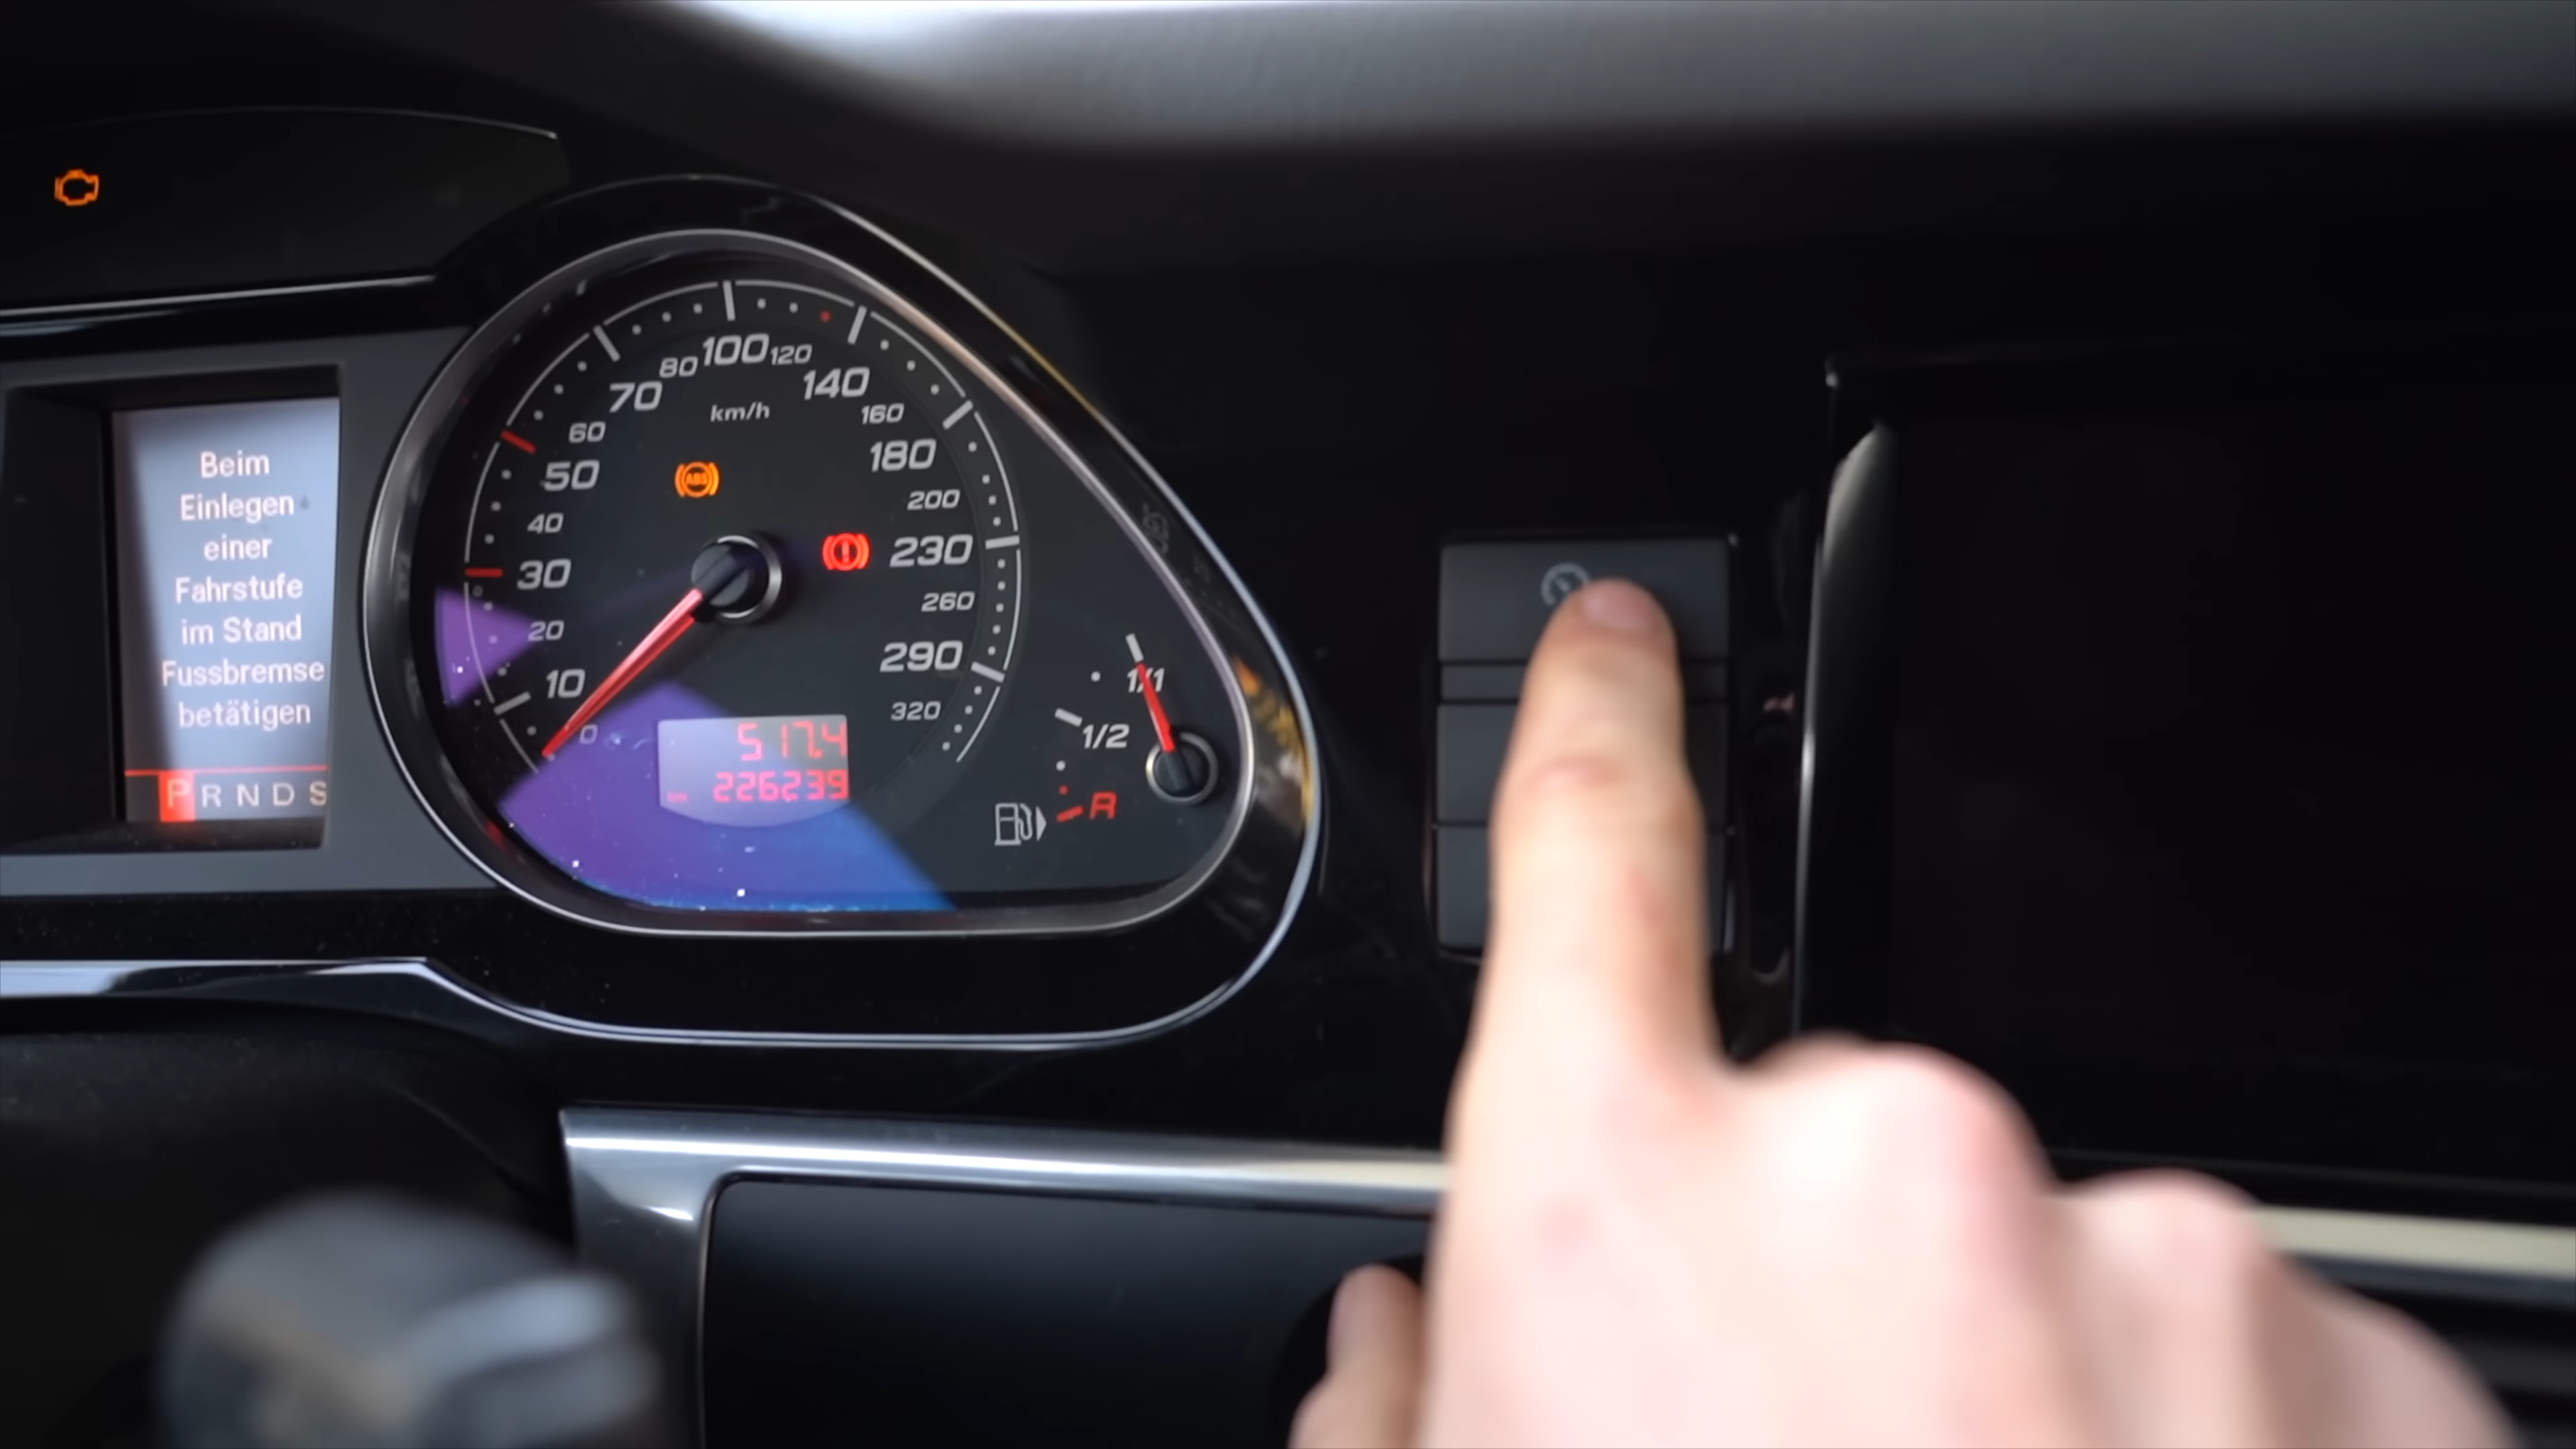 Beim
Einlegen
einer
Fahrstufe
im Stand
Fussbremse
betätigen
P R N D S
0
10
20
30
40
50
60
70
80
100
120
140
160
180
200
230
260
290
320
km/h
ABS
517.4
226239
1/1
1/2
R